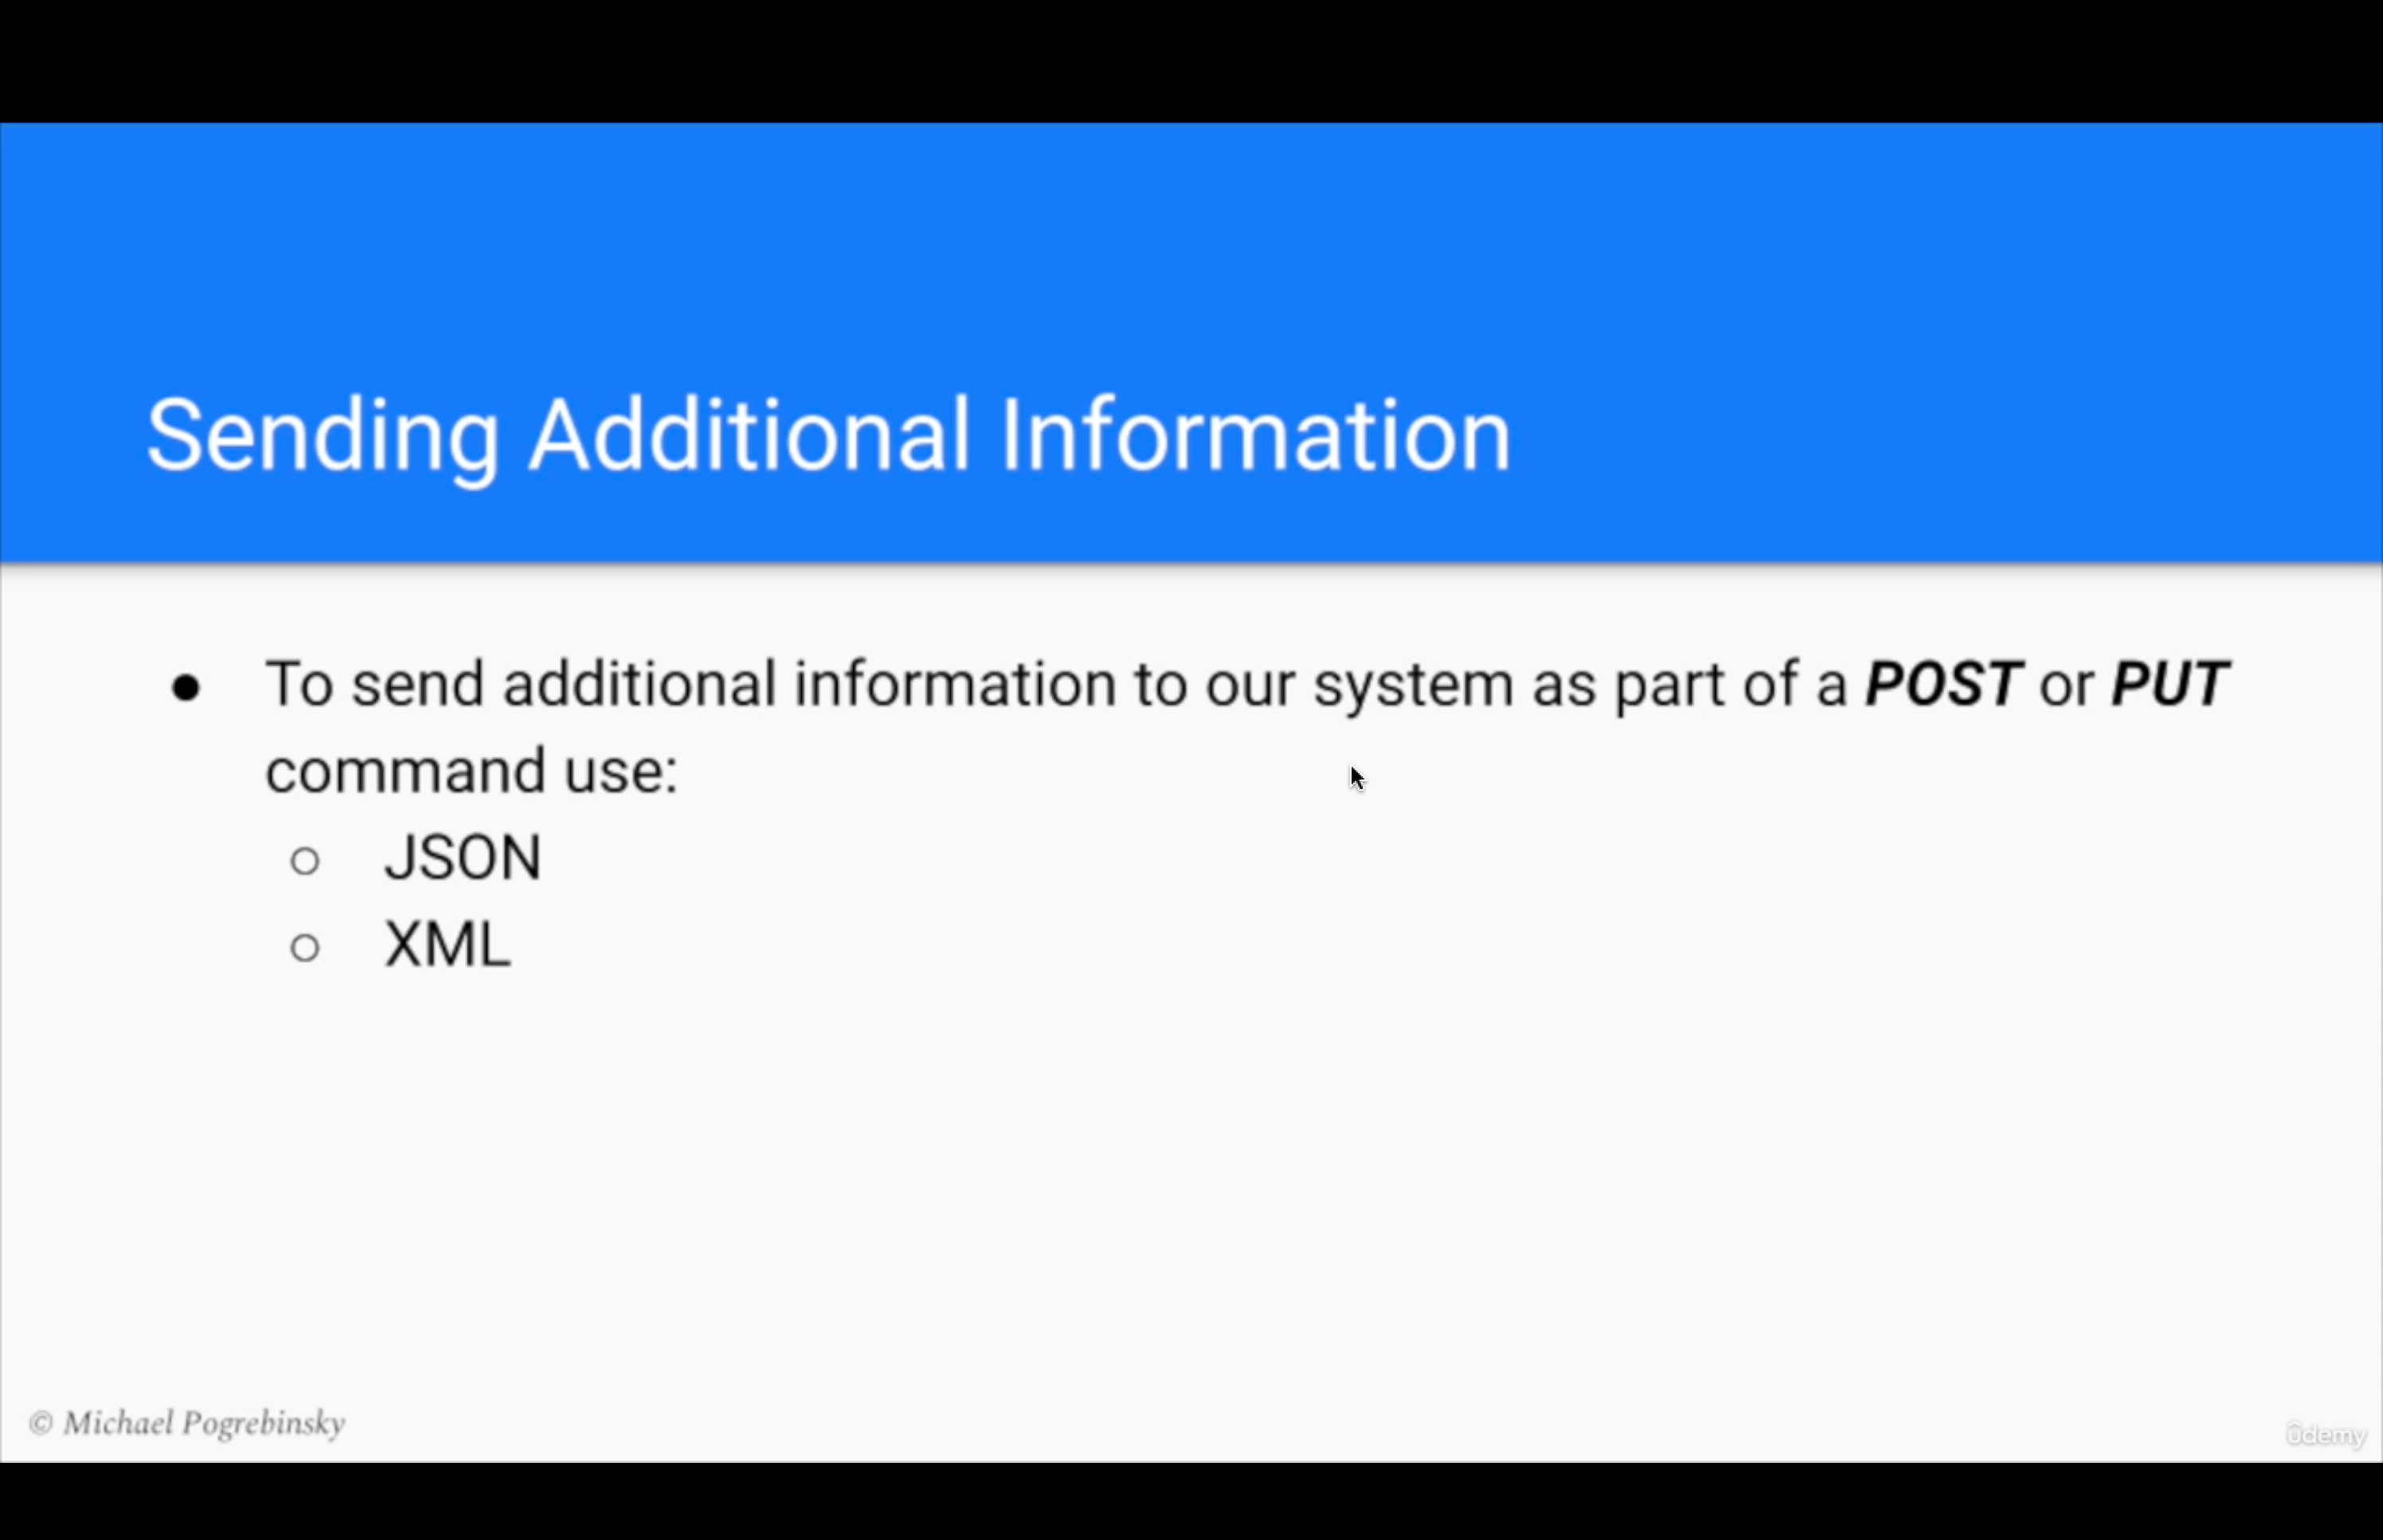 Sending Additional Information
● To send additional information to our system as part of a POST or PUT
command use:
○ JSON
○ XML
© Michael Pogrebinsky
ûdemy